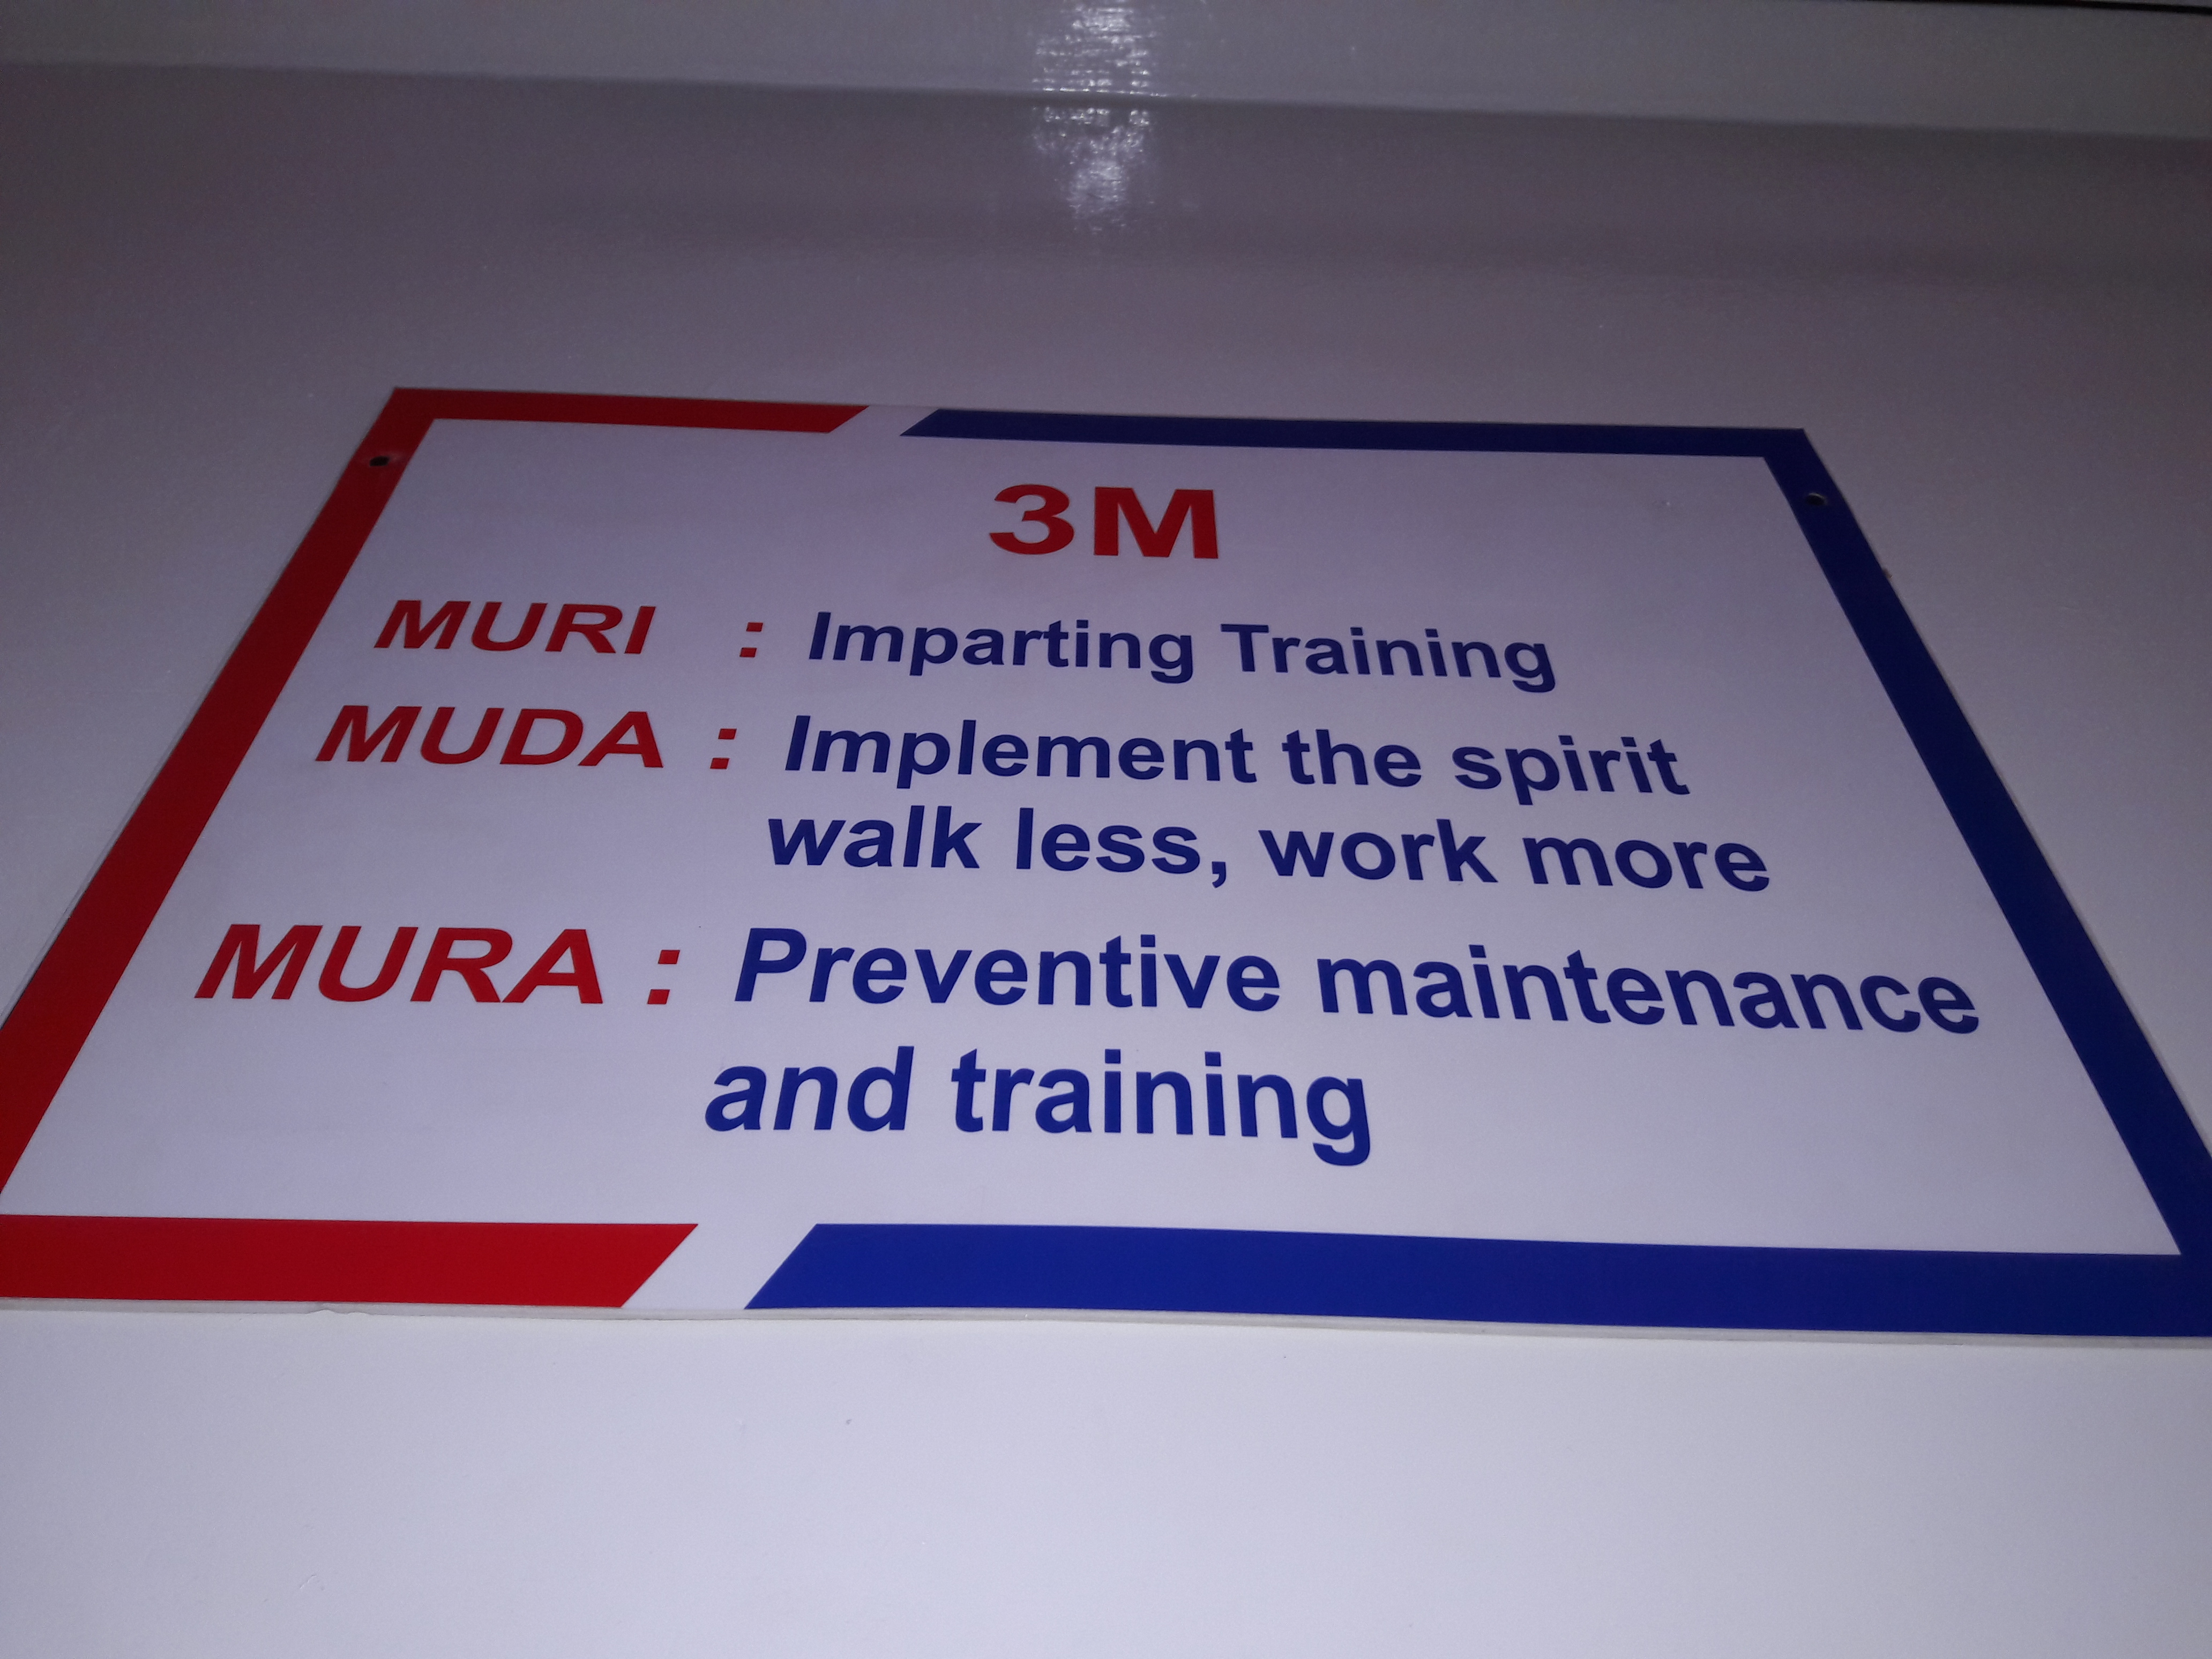 3M
MURI : Imparting Training
MUDA : Implement the spirit
walk less, work more
MURA : Preventive maintenance
and training